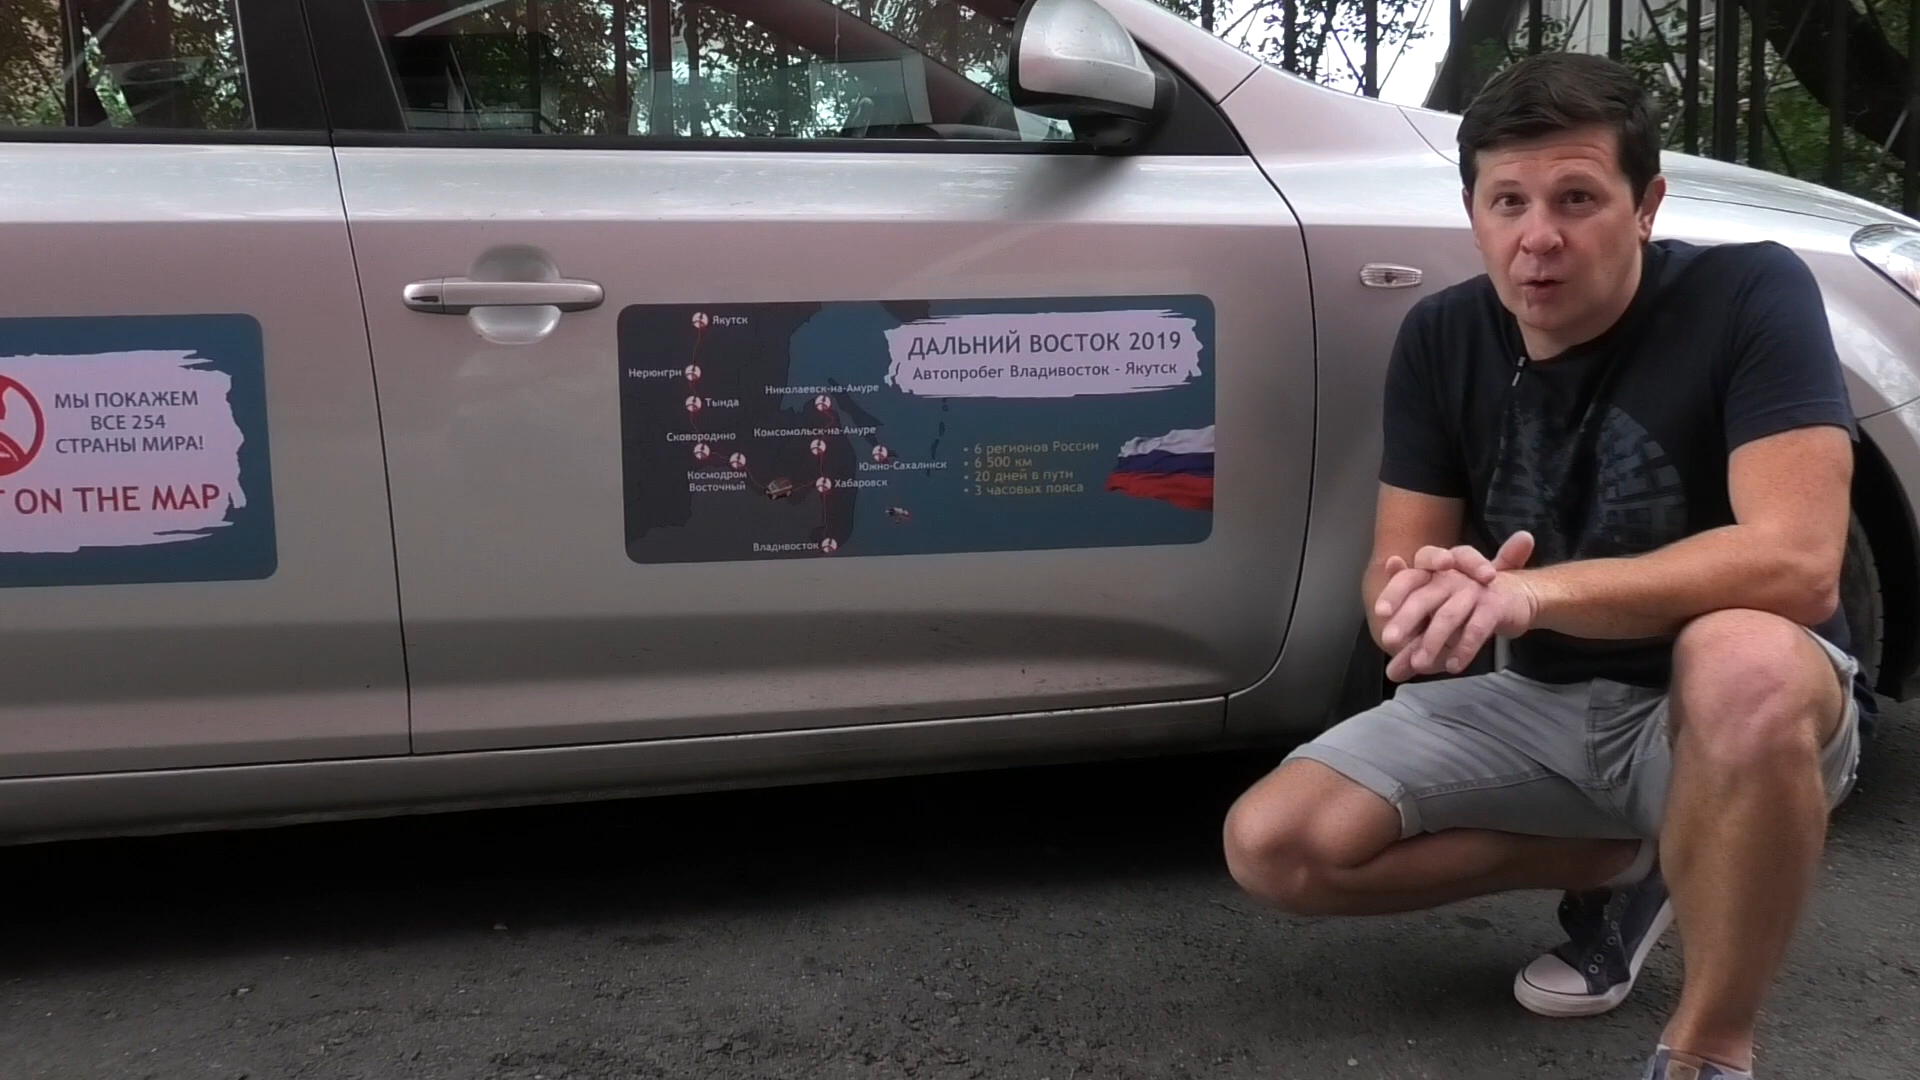 МЫ ПОКАЖЕМ
ВСЕ 254
СТРАНЫ МИРА!
ON THE MAP
ДАЛЬНИЙ ВОСТОК 2019
Автопробег Владивосток - Якутск
Якутск
Нерюнгри
Тында
Николаевск-на-Амуре
Сковородино
Комсомольск-на-Амуре
Космодром
Восточный
Южно-Сахалинск
Хабаровск
Владивосток
• 6 регионов России
• 6 500 км
• 20 дней в пути
• 3 часовых пояса